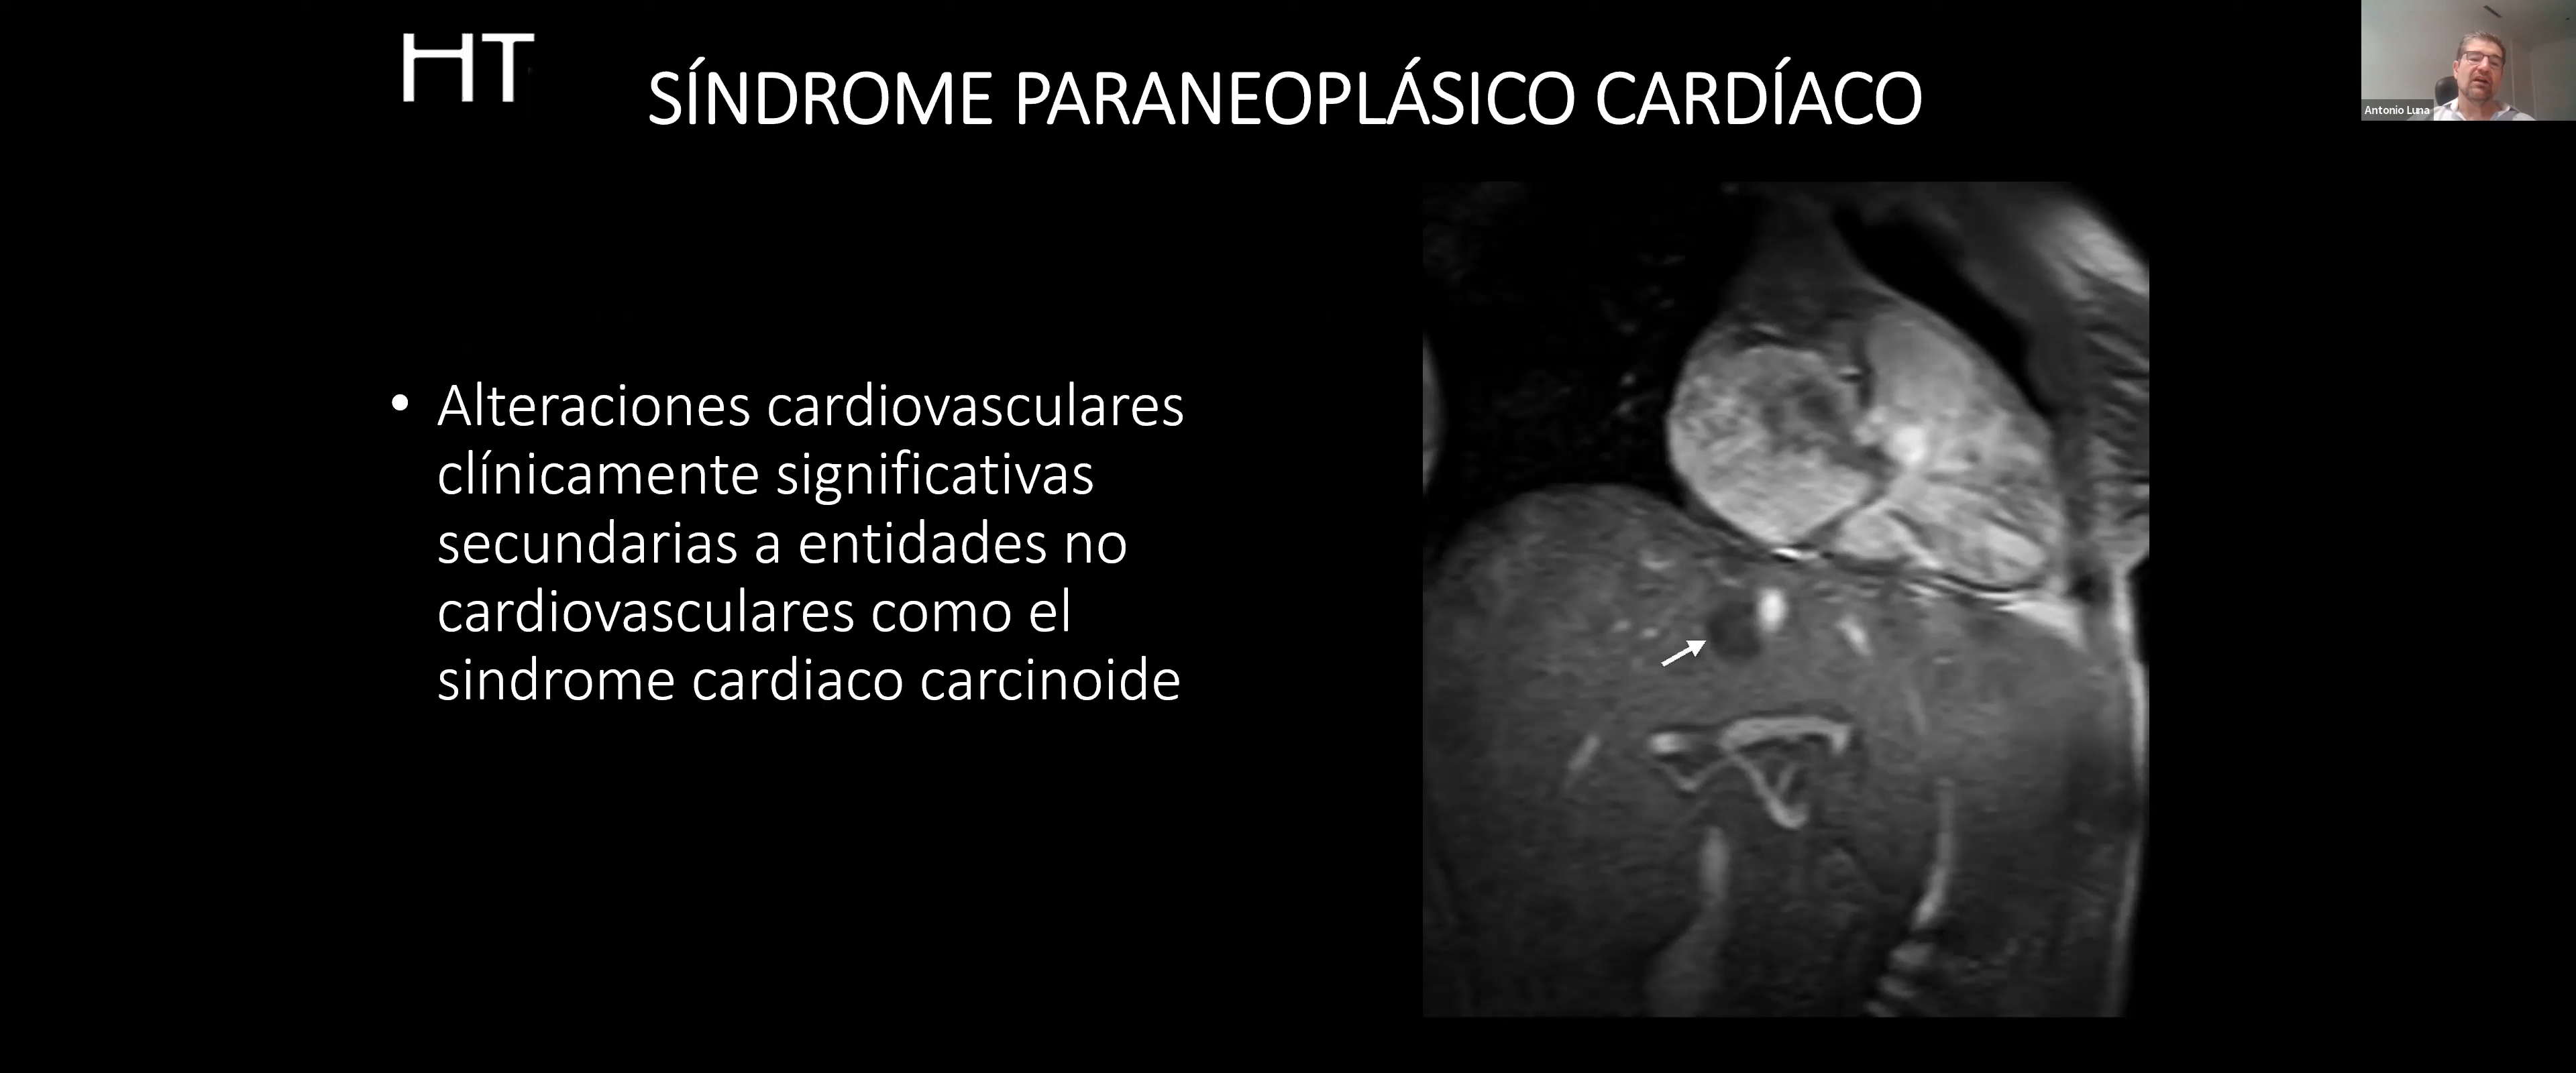 HT
SÍNDROME PARANEOPLÁSICO CARDÍACO
Antonio Luna
• Alteraciones cardiovasculares
clínicamente significativas
secundarias a entidades no
cardiovasculares como el
sindrome cardiaco carcinoide